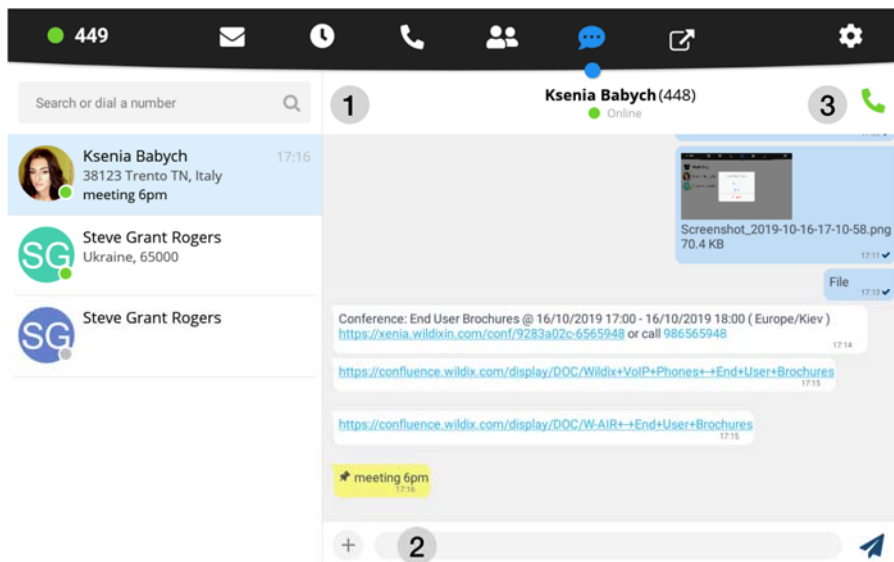 449
Search or dial a number
1
Ksenia Babych (448)
Online
3
Ksenia Babych
17:16
38123 Trento TN, Italy
meeting 6pm
SG
Steve Grant Rogers
Ukraine, 65000
SG
Steve Grant Rogers
Screenshot_2019-10-16-17-10-58.png
70.4 KB
17:11
File
17:13
Conference: End User Brochures @ 16/10/2019 17:00 - 16/10/2019 18:00 ( Europe/Kiev )
https://xenia.wildixin.com/conf/9283a02c-6565948 or call 986565948
17:14
https://confluence.wildix.com/display/DOC/Wildix+VoIP+Phones+-+End+User+Brochures
17:15
https://confluence.wildix.com/display/DOC/W-AIR+-+End+User+Brochures
17:15
meeting 6pm
17:16
2